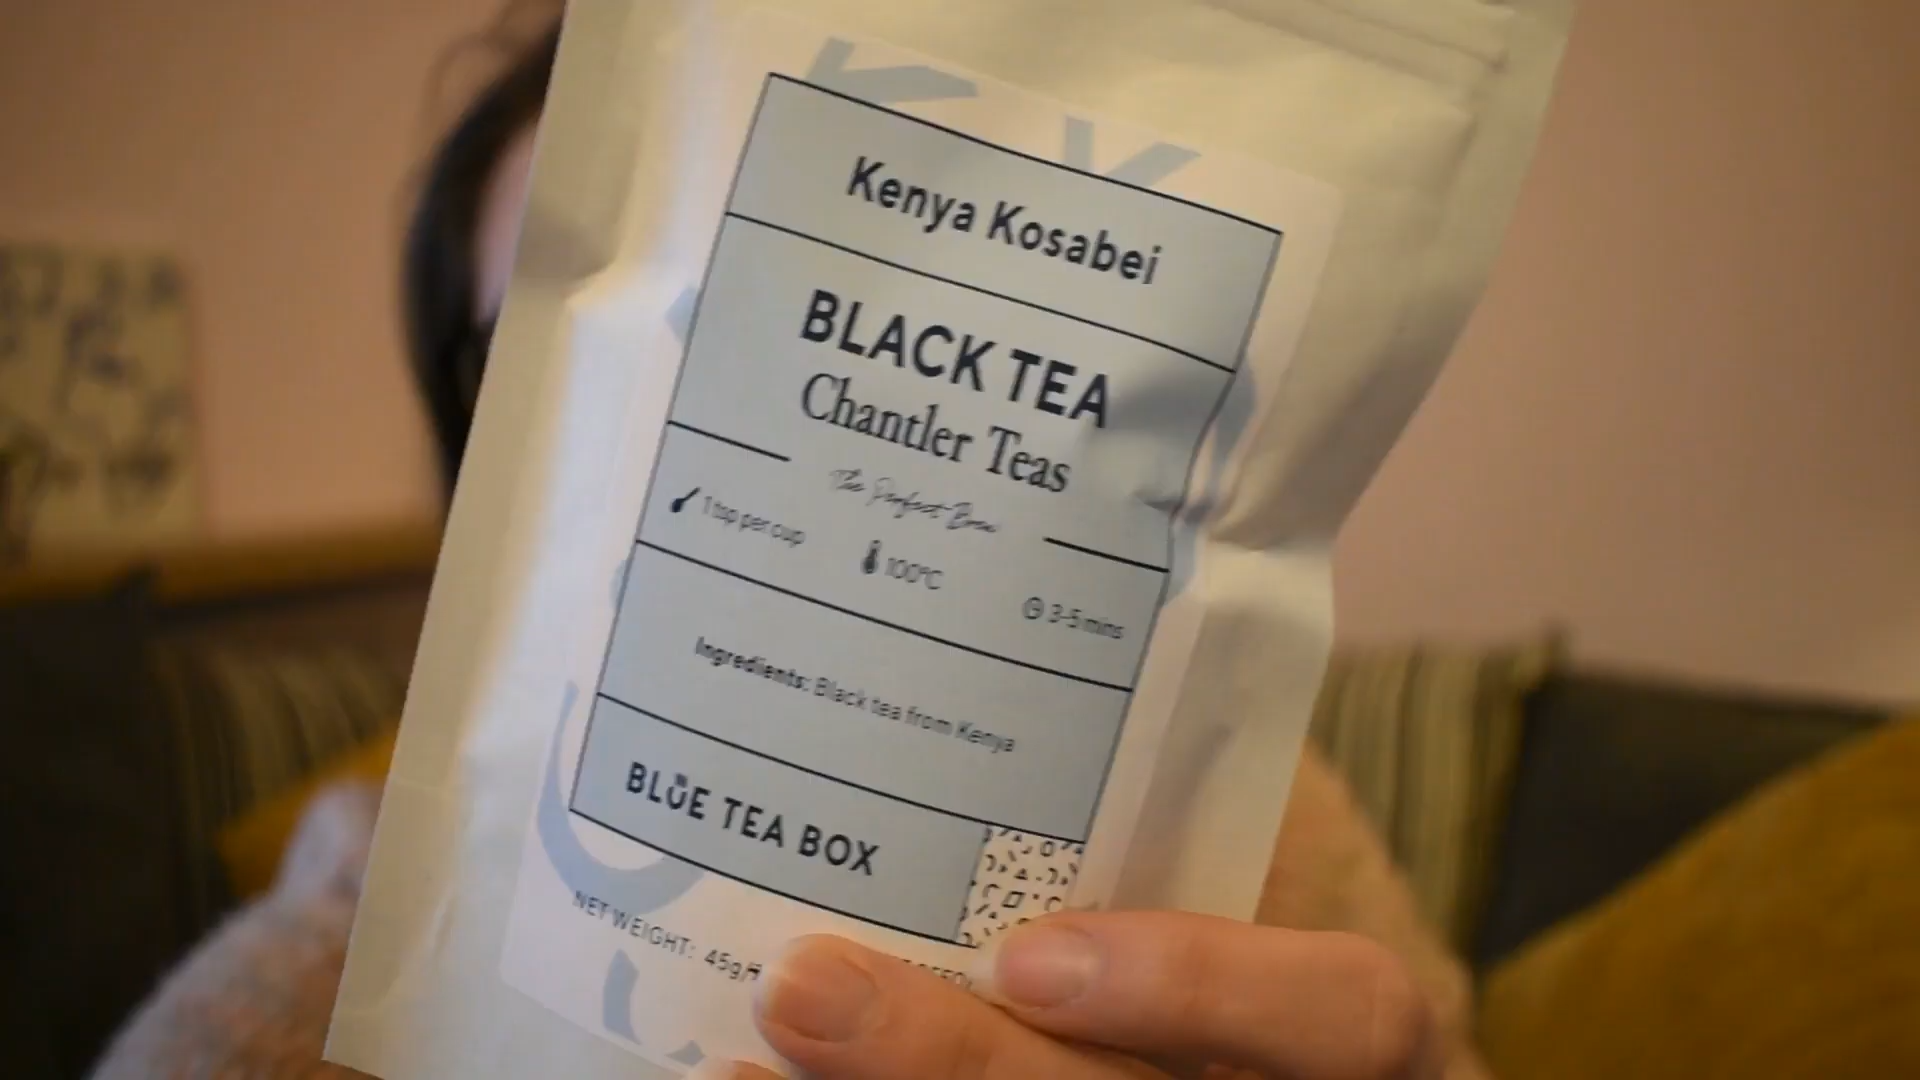 Kenya Kosabei
BLACK TEA
Chantler Teas
The Perfect Brew
1 tsp per cup
100°C
3-5 mins
Ingredients: Black tea from Kenya
BLUE TEA BOX
NET WEIGHT: 45g